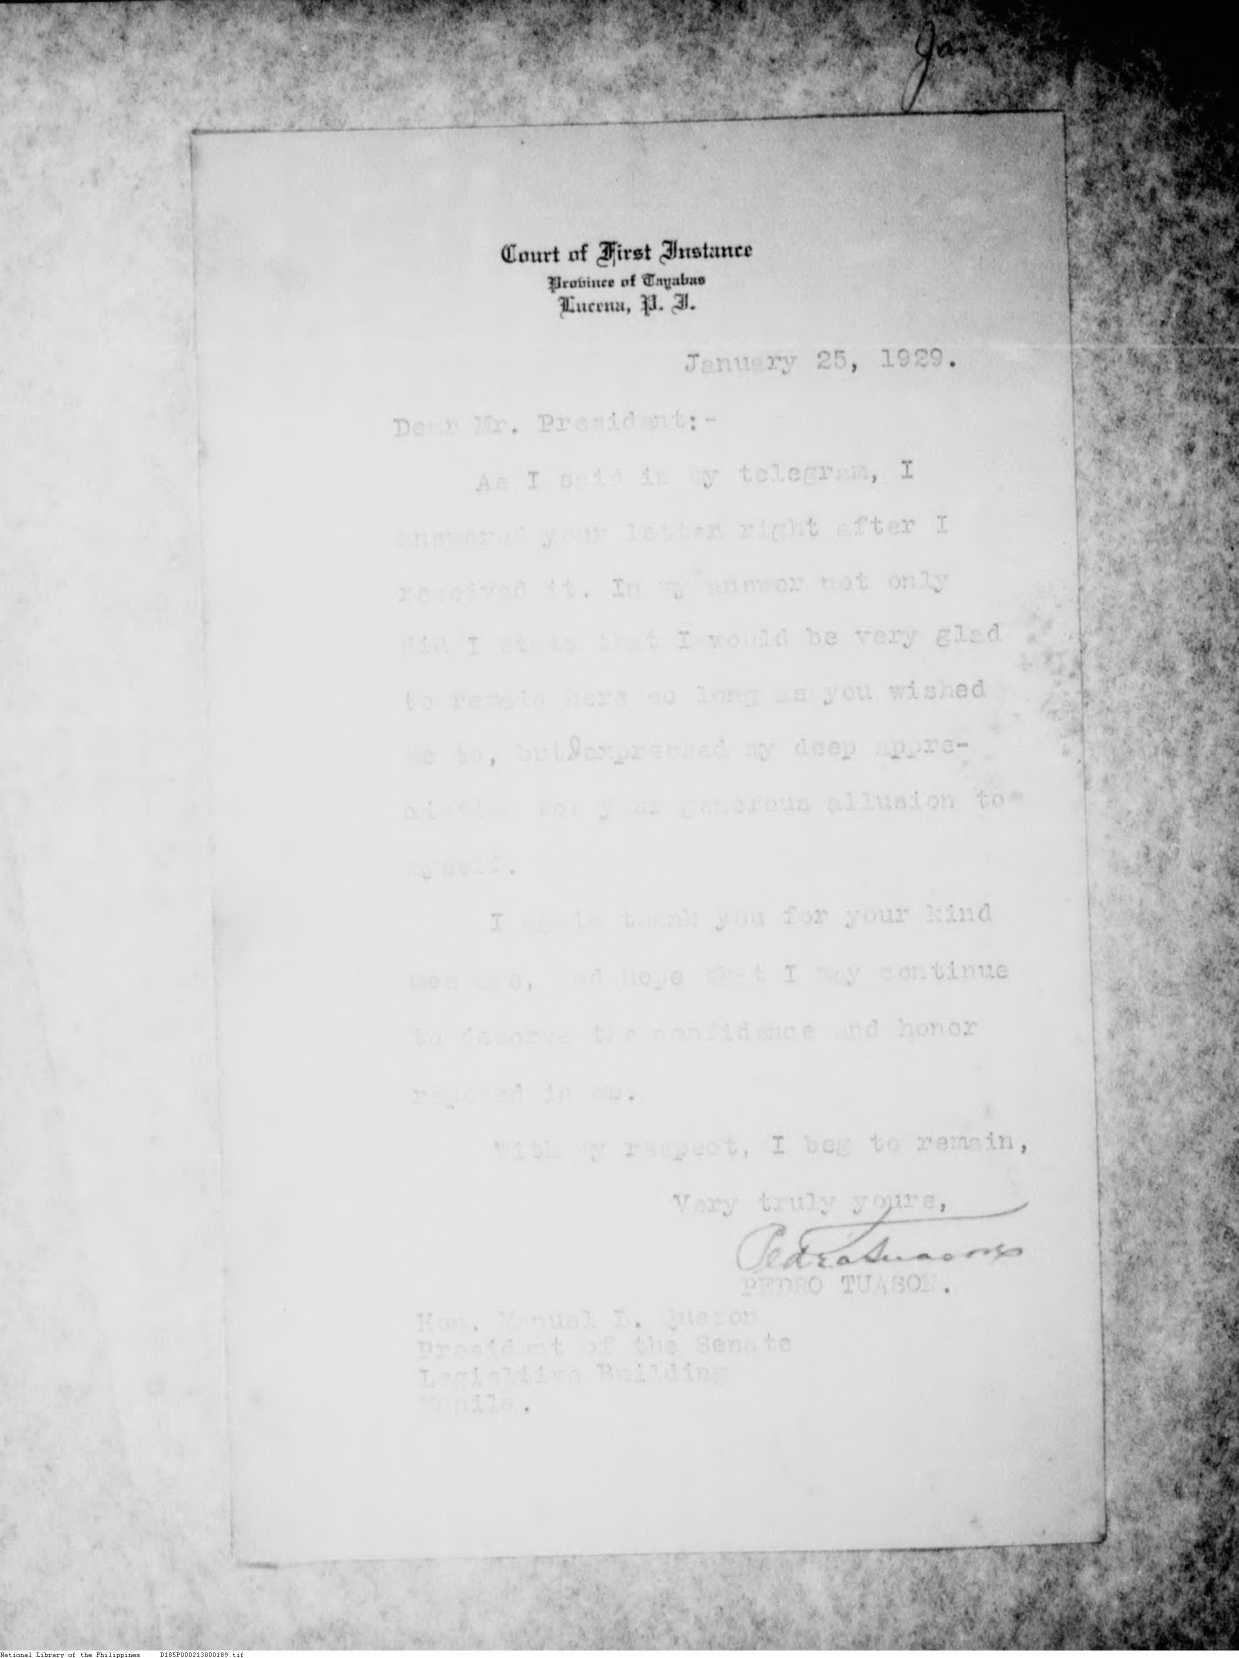 Court of First Instance
Province of Tayabas
Lucena, P. I.
January 25, 1929.
Dear Mr. President:-
As I said in my telegram, I
answered your letter right after I
received it. In my answer not only
did I state that I would be very glad
to remain here so long as you wished
me to, but I expressed my deep appre-
ciation for your generous allusion to
myself.
I again thank you for your kind
and hope that I may continue
to deserve the confidence and honor
reposed in me.
With my respect, I beg to remain,
Very truly yours,
Pedro Tuason
PEDRO TUASON.
Hon. Manuel L. Quezon
President of the Senate
Building
Manila.
National Library of the Philippines D185P000213800189.tif